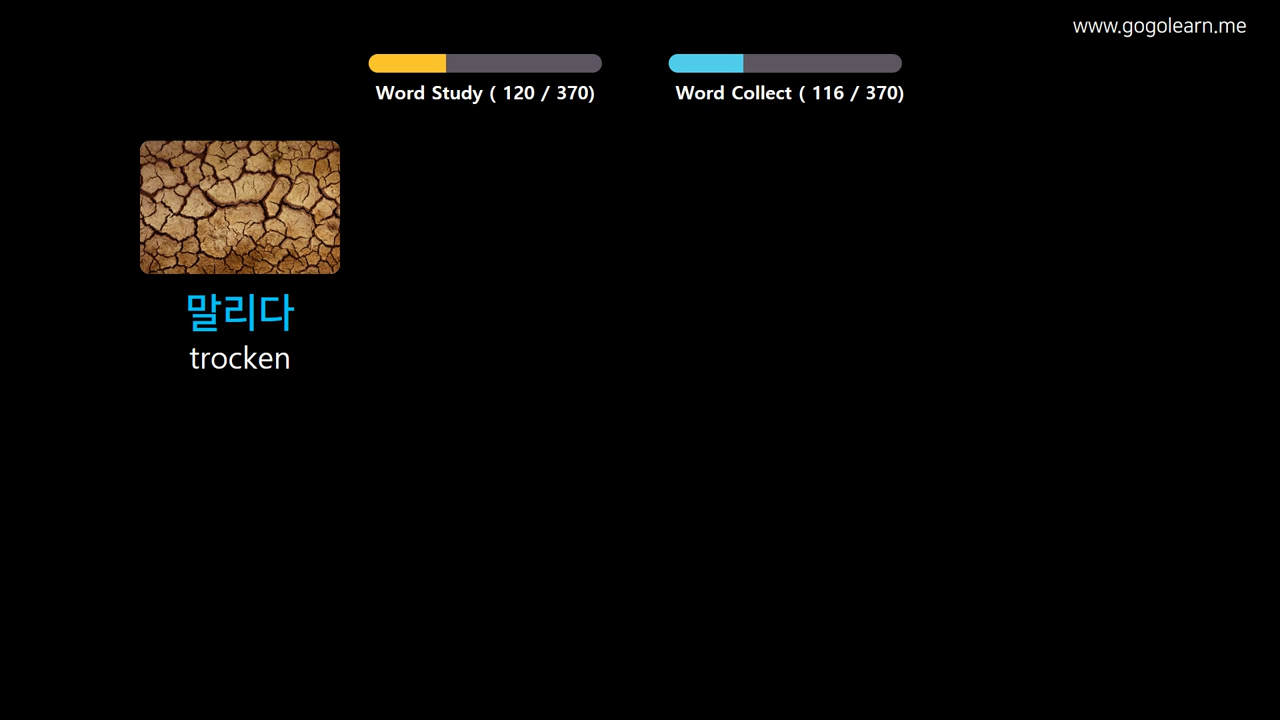 www.gogolearn.me
Word Study ( 120 / 370)
Word Collect ( 116 / 370)
말리다
trocken